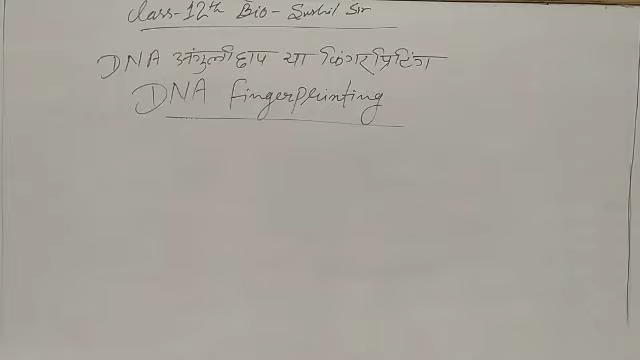 Class-12th Bio - Sushil Sir
DNA अंगुली छाप या फिंगरप्रिंटिंग
DNA fingerprinting